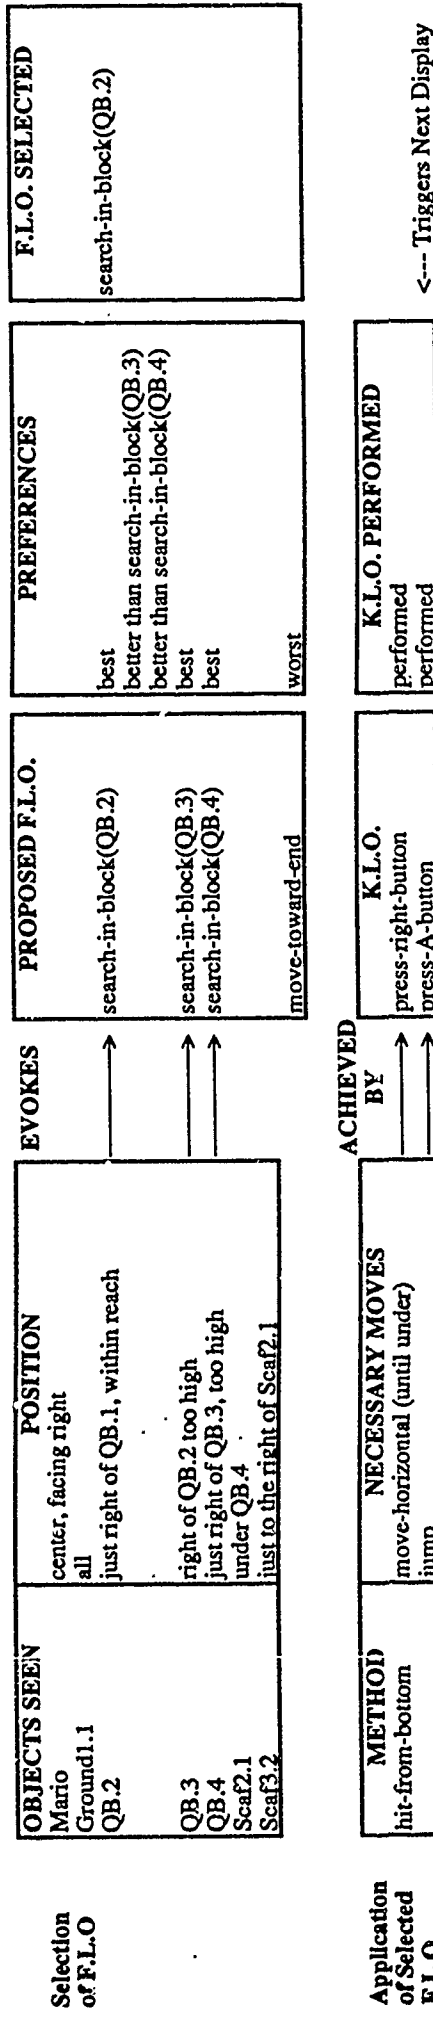 Selection
of F.L.O
OBJECTS SEEN
Mario
Ground1.1
QB.2
QB.3
QB.4
Scaf2.1
Scaf3.2
POSITION
center, facing right
all
just right of QB.1, within reach
right of QB.2 too high
just right of QB.3, too high
under QB.4
just to the right of Scaf2.1
EVOKES
PROPOSED F.L.O.
search-in-block(QB.2)
search-in-block(QB.3)
search-in-block(QB.4)
move-toward-end
PREFERENCES
best
better than search-in-block(QB.3)
better than search-in-block(QB.4)
best
best
worst
F.L.O. SELECTED
search-in-block(QB.2)
Application
of Selected
F.L.O
METHOD
hit-from-bottom
NECESSARY MOVES
move-horizontal (until under)
jump
ACHIEVED
BY
K.L.O.
press-right-button
press-A-button
K.L.O. PERFORMED
performed
performed
<--- Triggers Next Display